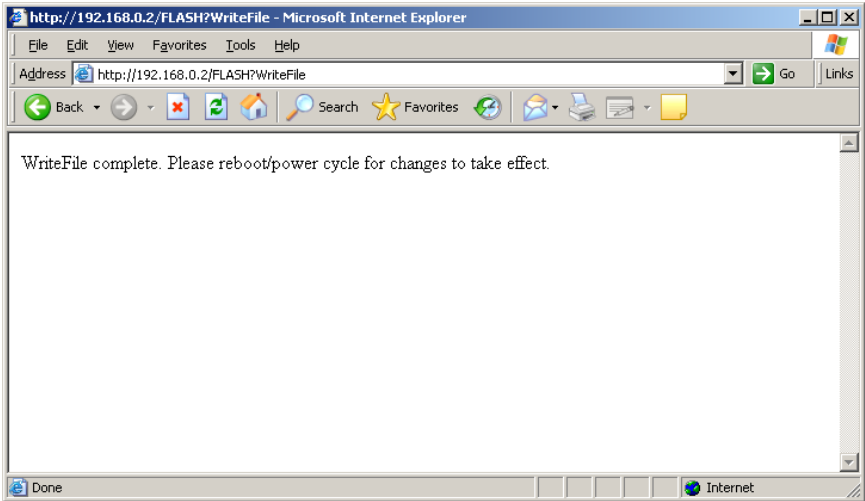 http://192.168.0.2/FLASH?WriteFile - Microsoft Internet Explorer
File Edit View Favorites Tools Help
Address http://192.168.0.2/FLASH?WriteFile Go Links
Back Search Favorites
WriteFile complete. Please reboot/power cycle for changes to take effect.
Done Internet